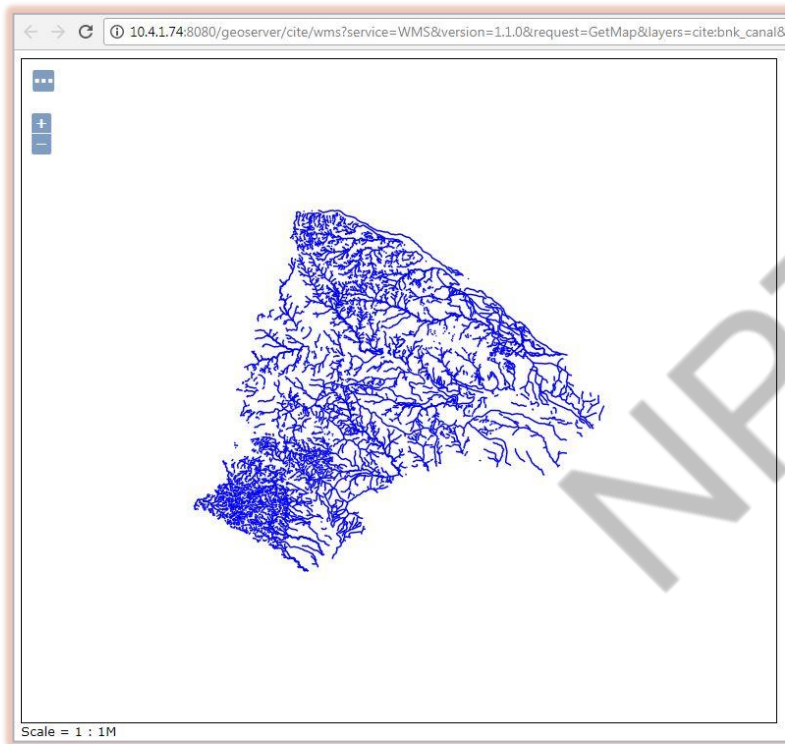 10.4.1.74:8080/geoserver/cite/wms?service=WMS&version=1.1.0&request=GetMap&layers=cite:bnk_canal&
+
−
Scale = 1 : 1M